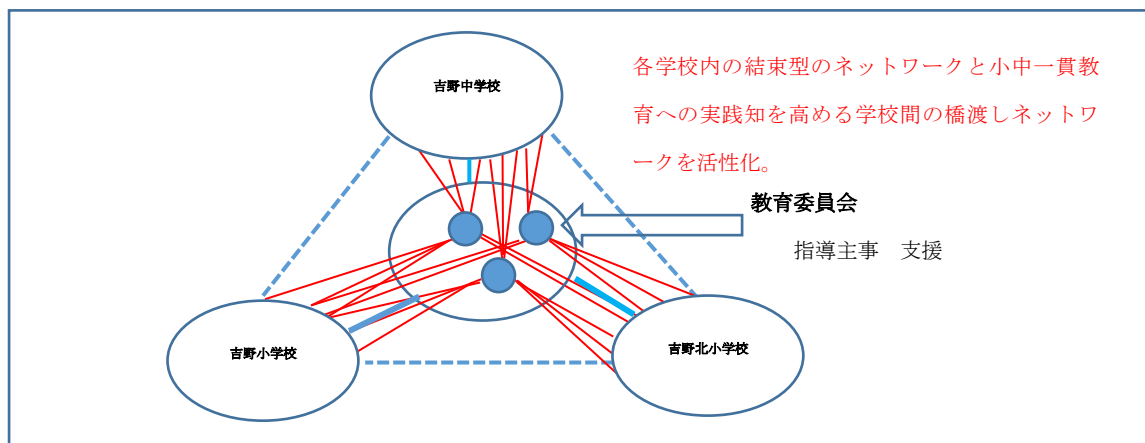 吉野中学校
各学校内の結束型のネットワークと小中一貫教
育への実践知を高める学校間の橋渡しネットワ
ークを活性化。
教育委員会
指導主事　支援
吉野小学校
吉野北小学校